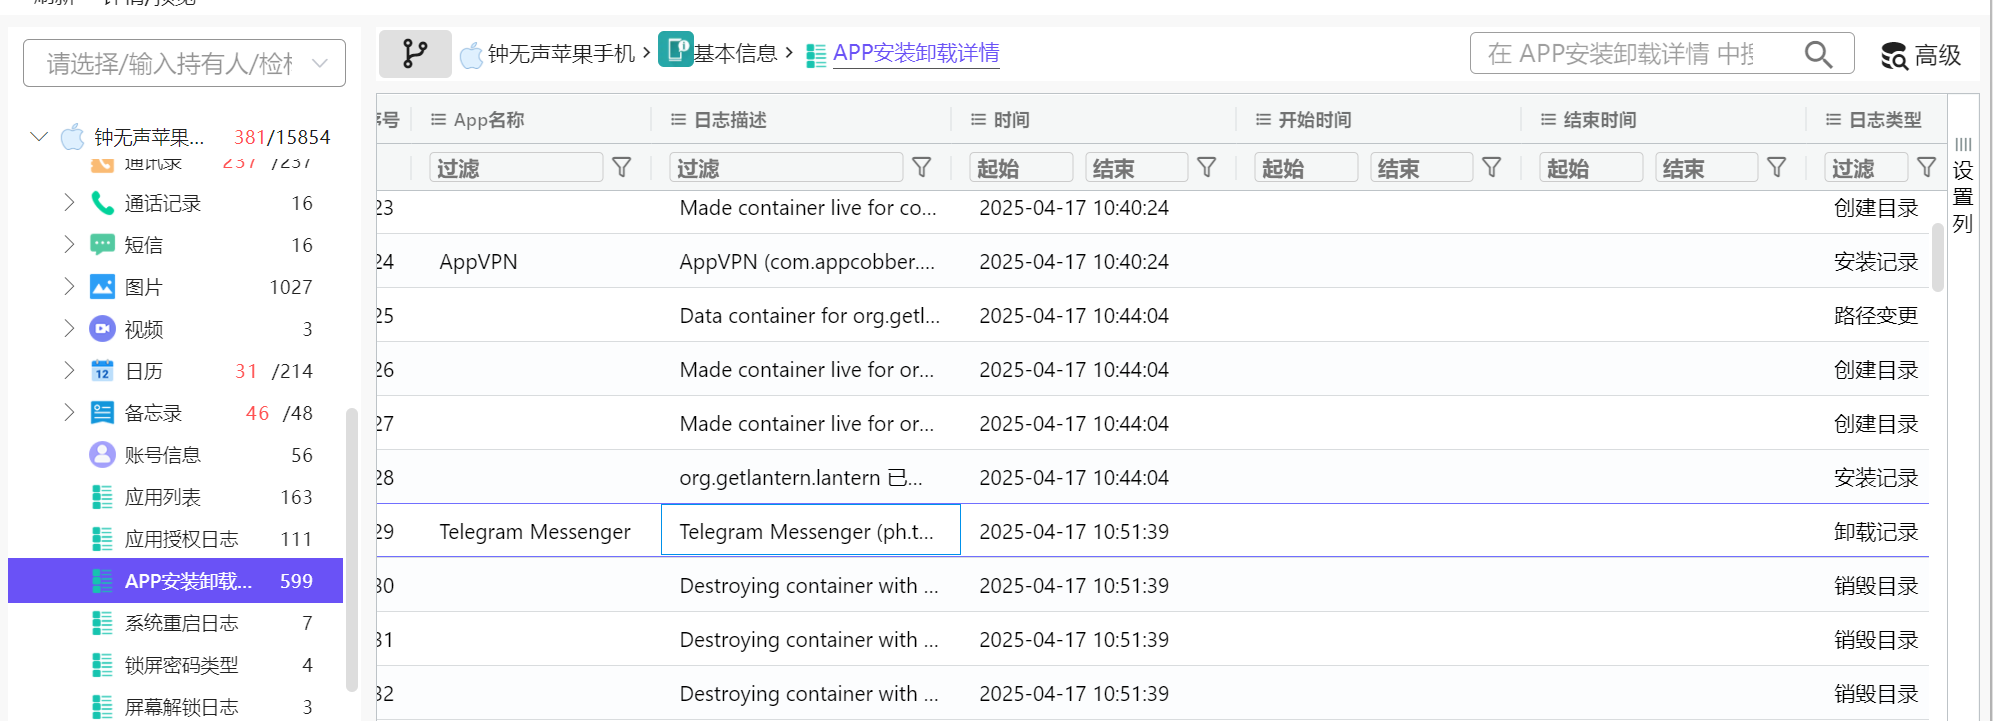 请选择/输入持有人/检
钟无声苹果手机 › 基本信息 › APP安装卸载详情
在 APP安装卸载详情 中搜
高级
钟无声苹果... 381/15854
通讯录 237 /237
通话记录 16
短信 16
图片 1027
视频 3
日历 31 /214
备忘录 46 /48
账号信息 56
应用列表 163
应用授权日志 111
APP安装卸载... 599
系统重启日志 7
锁屏密码类型 4
屏幕解锁日志 3
序号 App名称 日志描述 时间 开始时间 结束时间 日志类型
过滤 过滤 起始 结束 起始 结束 起始 结束 过滤
23 Made container live for co... 2025-04-17 10:40:24 创建目录
24 AppVPN AppVPN (com.appcobber.... 2025-04-17 10:40:24 安装记录
25 Data container for org.getl... 2025-04-17 10:44:04 路径变更
26 Made container live for or... 2025-04-17 10:44:04 创建目录
27 Made container live for or... 2025-04-17 10:44:04 创建目录
28 org.getlantern.lantern 已... 2025-04-17 10:44:04 安装记录
29 Telegram Messenger Telegram Messenger (ph.t... 2025-04-17 10:51:39 卸载记录
30 Destroying container with ... 2025-04-17 10:51:39 销毁目录
31 Destroying container with ... 2025-04-17 10:51:39 销毁目录
32 Destroying container with ... 2025-04-17 10:51:39 销毁目录
设置列